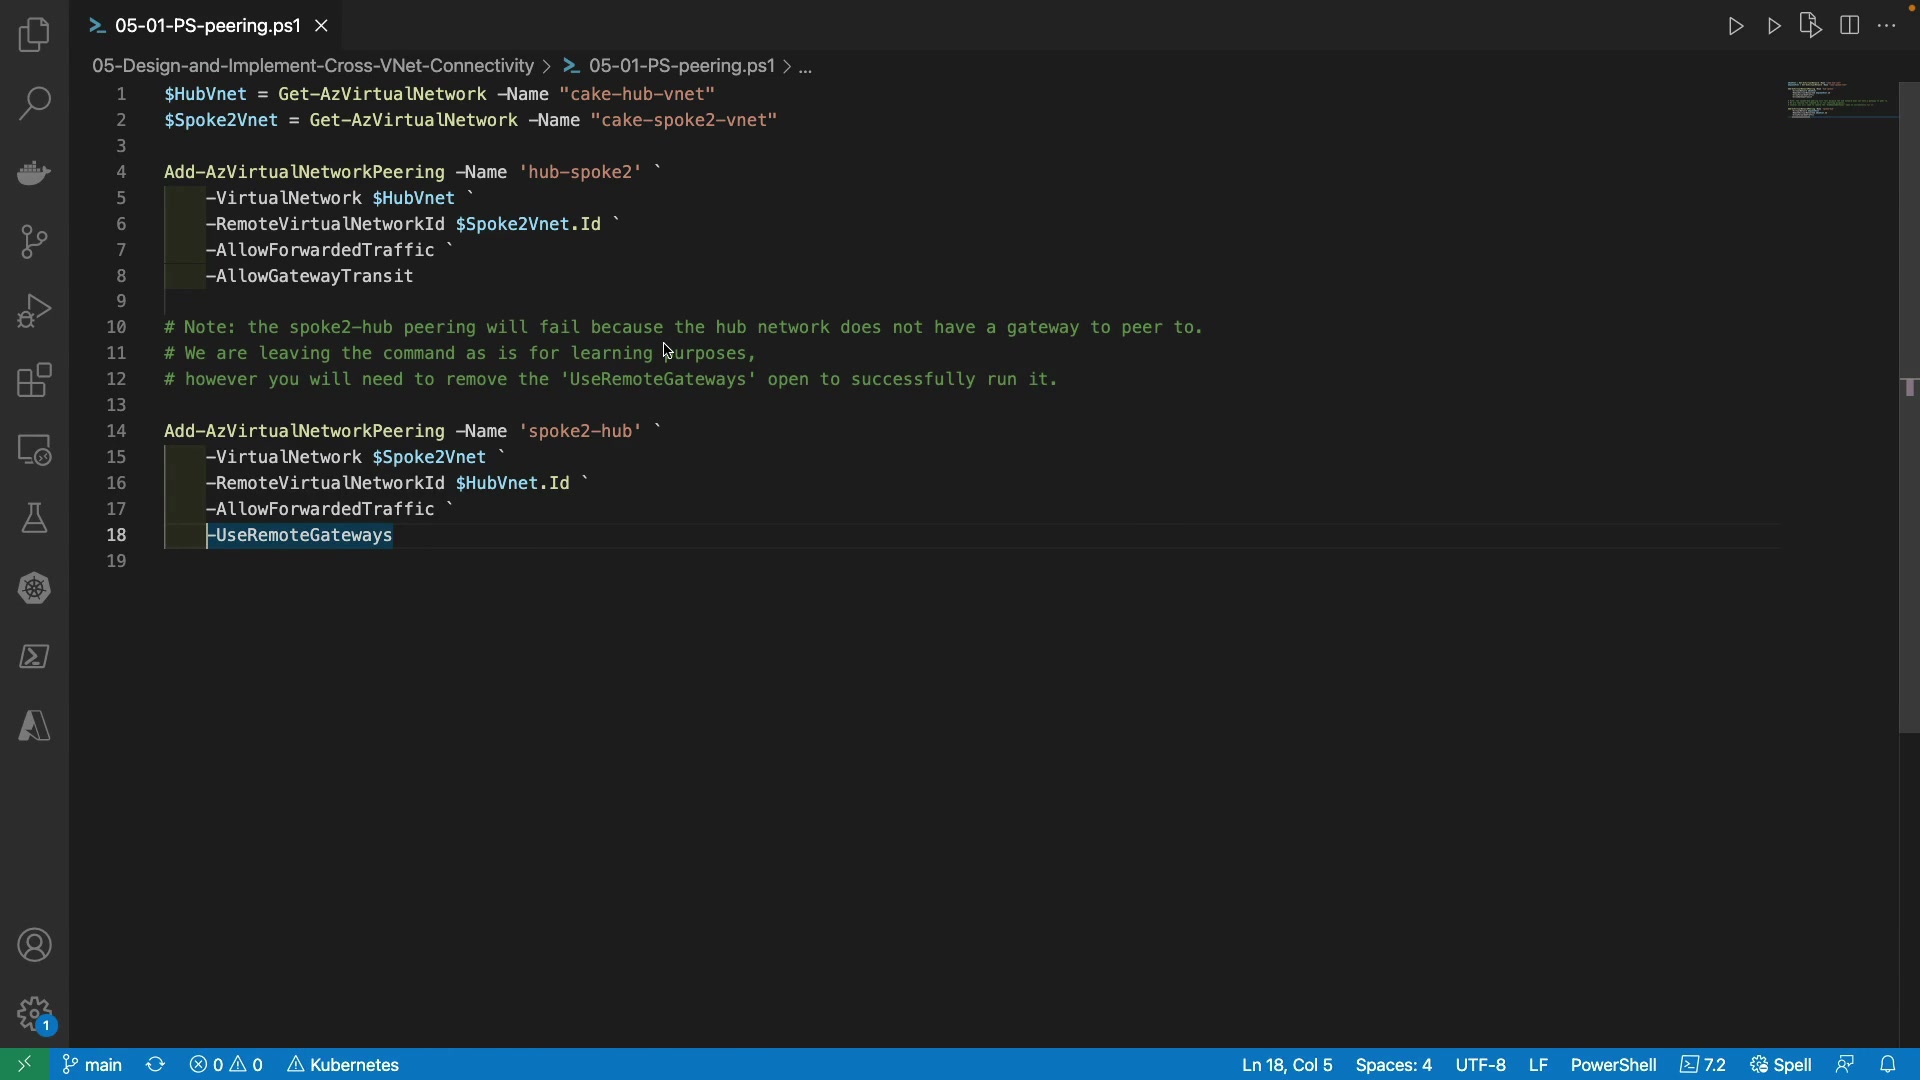 05-01-PS-peering.ps1
05-Design-and-Implement-Cross-VNet-Connectivity > 05-01-PS-peering.ps1 > ...
1 $HubVnet = Get-AzVirtualNetwork -Name "cake-hub-vnet"
2 $Spoke2Vnet = Get-AzVirtualNetwork -Name "cake-spoke2-vnet"
3
4 Add-AzVirtualNetworkPeering -Name 'hub-spoke2' `
5 -VirtualNetwork $HubVnet `
6 -RemoteVirtualNetworkId $Spoke2Vnet.Id `
7 -AllowForwardedTraffic `
8 -AllowGatewayTransit
9
10 # Note: the spoke2-hub peering will fail because the hub network does not have a gateway to peer to.
11 # We are leaving the command as is for learning purposes,
12 # however you will need to remove the 'UseRemoteGateways' open to successfully run it.
13
14 Add-AzVirtualNetworkPeering -Name 'spoke2-hub' `
15 -VirtualNetwork $Spoke2Vnet `
16 -RemoteVirtualNetworkId $HubVnet.Id `
17 -AllowForwardedTraffic `
18 -UseRemoteGateways
19
1
main 0 0 Kubernetes Ln 18, Col 5 Spaces: 4 UTF-8 LF PowerShell 7.2 Spell